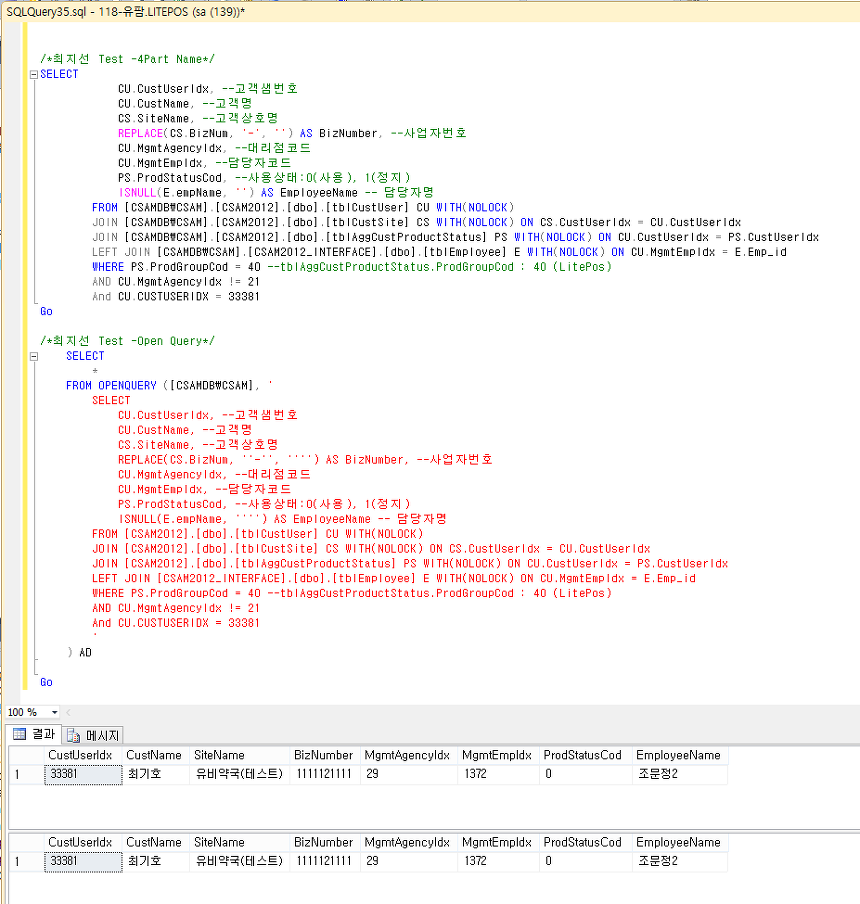 SQLQuery35.sql - 118-유팜.LITEPOS (sa (139))*
/*최지선 Test -4Part Name*/
SELECT
CU.CustUserIdx, --고객샘번호
CU.CustName, --고객명
CS.SiteName, --고객상호명
REPLACE(CS.BizNum, '-', '') AS BizNumber, --사업자번호
CU.MgmtAgencyIdx, --대리점코드
CU.MgmtEmpIdx, --담당자코드
PS.ProdStatusCod, --사용상태:0(사용), 1(정지)
ISNULL(E.empName, '') AS EmployeeName -- 담당자명
FROM [CSAMDB₩CSAM].[CSAM2012].[dbo].[tblCustUser] CU WITH(NOLOCK)
JOIN [CSAMDB₩CSAM].[CSAM2012].[dbo].[tblCustSite] CS WITH(NOLOCK) ON CS.CustUserIdx = CU.CustUserIdx
JOIN [CSAMDB₩CSAM].[CSAM2012].[dbo].[tblAggCustProductStatus] PS WITH(NOLOCK) ON CU.CustUserIdx = PS.CustUserIdx
LEFT JOIN [CSAMDB₩CSAM].[CSAM2012_INTERFACE].[dbo].[tblEmployee] E WITH(NOLOCK) ON CU.MgmtEmpIdx = E.Emp_id
WHERE PS.ProdGroupCod = 40 --tblAggCustProductStatus.ProdGroupCod : 40 (LitePos)
AND CU.MgmtAgencyIdx != 21
And CU.CUSTUSERIDX = 33381
Go
/*최지선 Test -Open Query*/
SELECT
*
FROM OPENQUERY ([CSAMDB₩CSAM], '
SELECT
CU.CustUserIdx, --고객샘번호
CU.CustName, --고객명
CS.SiteName, --고객상호명
REPLACE(CS.BizNum, ''-'', '''') AS BizNumber, --사업자번호
CU.MgmtAgencyIdx, --대리점코드
CU.MgmtEmpIdx, --담당자코드
PS.ProdStatusCod, --사용상태:0(사용), 1(정지)
ISNULL(E.empName, '''') AS EmployeeName -- 담당자명
FROM [CSAM2012].[dbo].[tblCustUser] CU WITH(NOLOCK)
JOIN [CSAM2012].[dbo].[tblCustSite] CS WITH(NOLOCK) ON CS.CustUserIdx = CU.CustUserIdx
JOIN [CSAM2012].[dbo].[tblAggCustProductStatus] PS WITH(NOLOCK) ON CU.CustUserIdx = PS.CustUserIdx
LEFT JOIN [CSAM2012_INTERFACE].[dbo].[tblEmployee] E WITH(NOLOCK) ON CU.MgmtEmpIdx = E.Emp_id
WHERE PS.ProdGroupCod = 40 --tblAggCustProductStatus.ProdGroupCod : 40 (LitePos)
AND CU.MgmtAgencyIdx != 21
And CU.CUSTUSERIDX = 33381
'
) AD
Go
100 %
결과 메시지
CustUserIdx CustName SiteName BizNumber MgmtAgencyIdx MgmtEmpIdx ProdStatusCod EmployeeName
1 33381 최기호 유비약국(테스트) 1111121111 29 1372 0 조문정2
CustUserIdx CustName SiteName BizNumber MgmtAgencyIdx MgmtEmpIdx ProdStatusCod EmployeeName
1 33381 최기호 유비약국(테스트) 1111121111 29 1372 0 조문정2